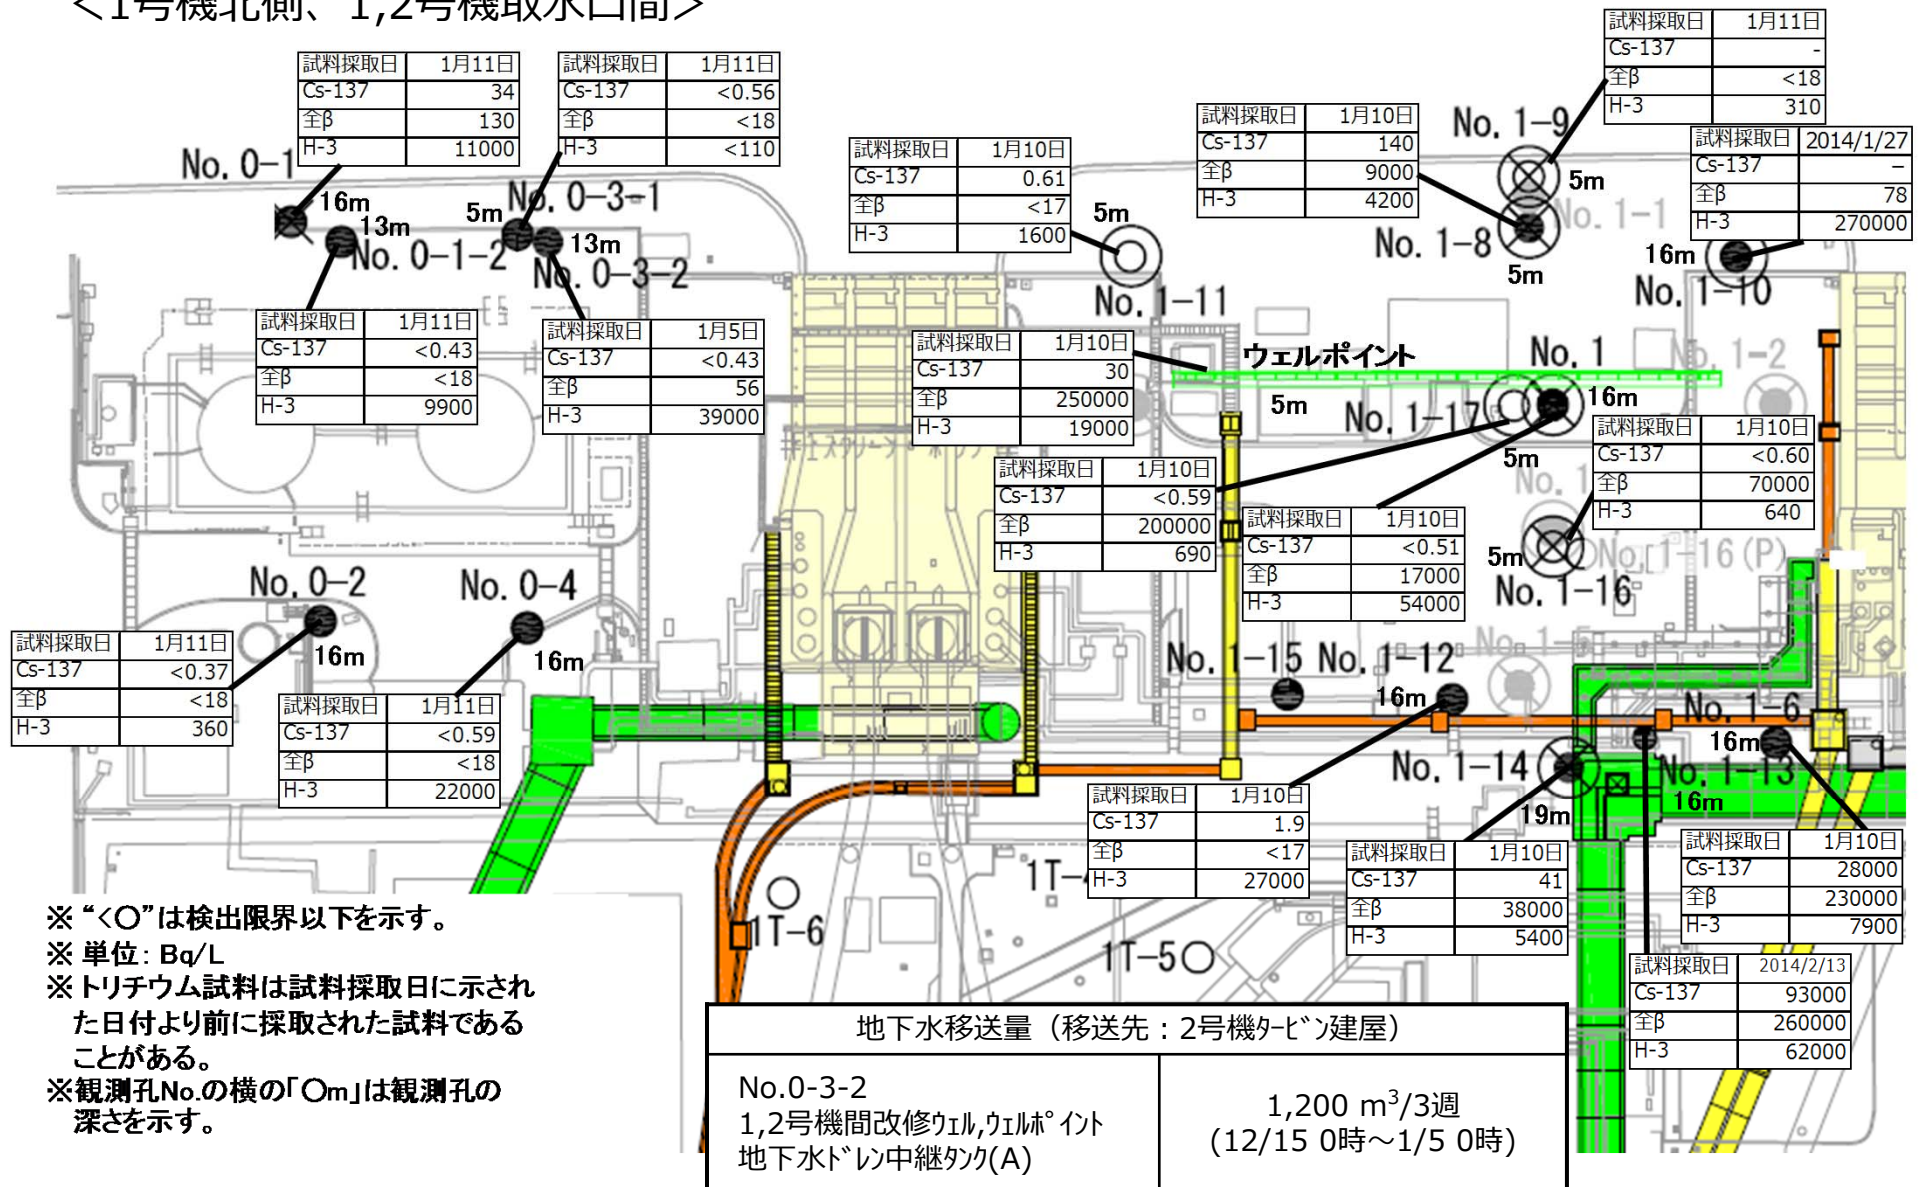 ＜1号機北側、1,2号機取水口間＞
試料採取日 1月11日
Cs-137 34
全β 130
H-3 11000
試料採取日 1月11日
Cs-137 <0.56
全β <18
H-3 <110
試料採取日 1月10日
Cs-137 0.61
全β <17
H-3 1600
試料採取日 1月10日
Cs-137 140
全β 9000
H-3 4200
試料採取日 1月11日
Cs-137 -
全β <18
H-3 310
試料採取日 2014/1/27
Cs-137 －
全β 78
H-3 270000
No. 0-1
16m
13m
No. 0-1-2
5m
No. 0-3-1
13m
No. 0-3-2
5m
No. 1-11
No. 1-9
5m
No. 1-1
No. 1-8
5m
16m
No. 1-10
試料採取日 1月11日
Cs-137 <0.43
全β <18
H-3 9900
試料採取日 1月5日
Cs-137 <0.43
全β 56
H-3 39000
試料採取日 1月10日
Cs-137 30
全β 250000
H-3 19000
ウェルポイント
5m
No. 1
16m
No. 1-2
No. 1-17
5m
試料採取日 1月10日
Cs-137 <0.59
全β 200000
H-3 690
試料採取日 1月10日
Cs-137 <0.51
全β 17000
H-3 54000
試料採取日 1月10日
Cs-137 <0.60
全β 70000
H-3 640
No. 1
5m
No. 1-16
No. 1-16(P)
No. 0-2
16m
No. 0-4
16m
試料採取日 1月11日
Cs-137 <0.37
全β <18
H-3 360
試料採取日 1月11日
Cs-137 <0.59
全β <18
H-3 22000
No. 1-15
No. 1-12
16m
No. 1-5
No. 1-6
16m
No. 1-14
19m
No. 1-13
16m
試料採取日 1月10日
Cs-137 1.9
全β <17
H-3 27000
試料採取日 1月10日
Cs-137 41
全β 38000
H-3 5400
試料採取日 1月10日
Cs-137 28000
全β 230000
H-3 7900
試料採取日 2014/2/13
Cs-137 93000
全β 260000
H-3 62000
1T-6
1T-5
※“<○”は検出限界以下を示す。
※ 単位: Bq/L
※トリチウム試料は試料採取日に示され
た日付より前に採取された試料である
ことがある。
※観測孔No.の横の「○m」は観測孔の
深さを示す。
地下水移送量（移送先：2号機ﾀｰﾋﾞﾝ建屋）
No.0-3-2
1,2号機間改修ｳｪﾙ,ｳｪﾙﾎﾟｲﾝﾄ
地下水ﾄﾞﾚﾝ中継ﾀﾝｸ(A)
1,200 m³/3週
(12/15 0時～1/5 0時)